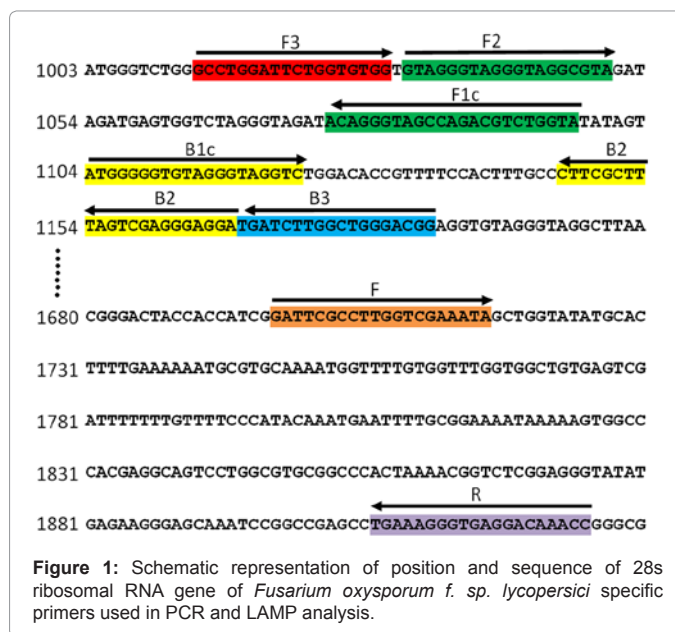 F3 F2
1003 ATGGGTCTGGGCCTGGATTCTGGTGTGGTGTAGGGTAGGGTAGGCGTAGAT
F1c
1054 AGATGAGTGGTCTAGGGTAGATACAGGGTAGCCAGACGTCTGGTATATAGT
B1c B2
1104 ATGGGGGTGTAGGGTAGGTCTGGACACCGTTTTCCACTTTGCCCTTCGCTT
B2 B3
1154 TAGTCGAGGGAGGATGATCTTGGCTGGGACGGAGGTGTAGGGTAGGCTTAA
F
1680 CGGGACTACCACCATCGGATTCGCCTTGGTCGAAATAGCTGGTATATGCAC
1731 TTTTGAAAAAATGCGTGCAAAATGGTTTTGTGGTTTGGTGGCTGTGAGTCG
1781 ATTTTTTTGTTTTCCCATACAAATGAATTTTGCGGAAAATAAAAAGTGGCC
1831 CACGAGGCAGTCCTGGCGTGCGGCCCACTAAAACGGTCTCGGAGGGTATAT
R
1881 GAGAAGGGAGCAAATCCGGCCGAGCCTGAAAGGGTGAGGACAAACCGGGCG
Figure 1: Schematic representation of position and sequence of 28s
ribosomal RNA gene of Fusarium oxysporum f. sp. lycopersici specific
primers used in PCR and LAMP analysis.